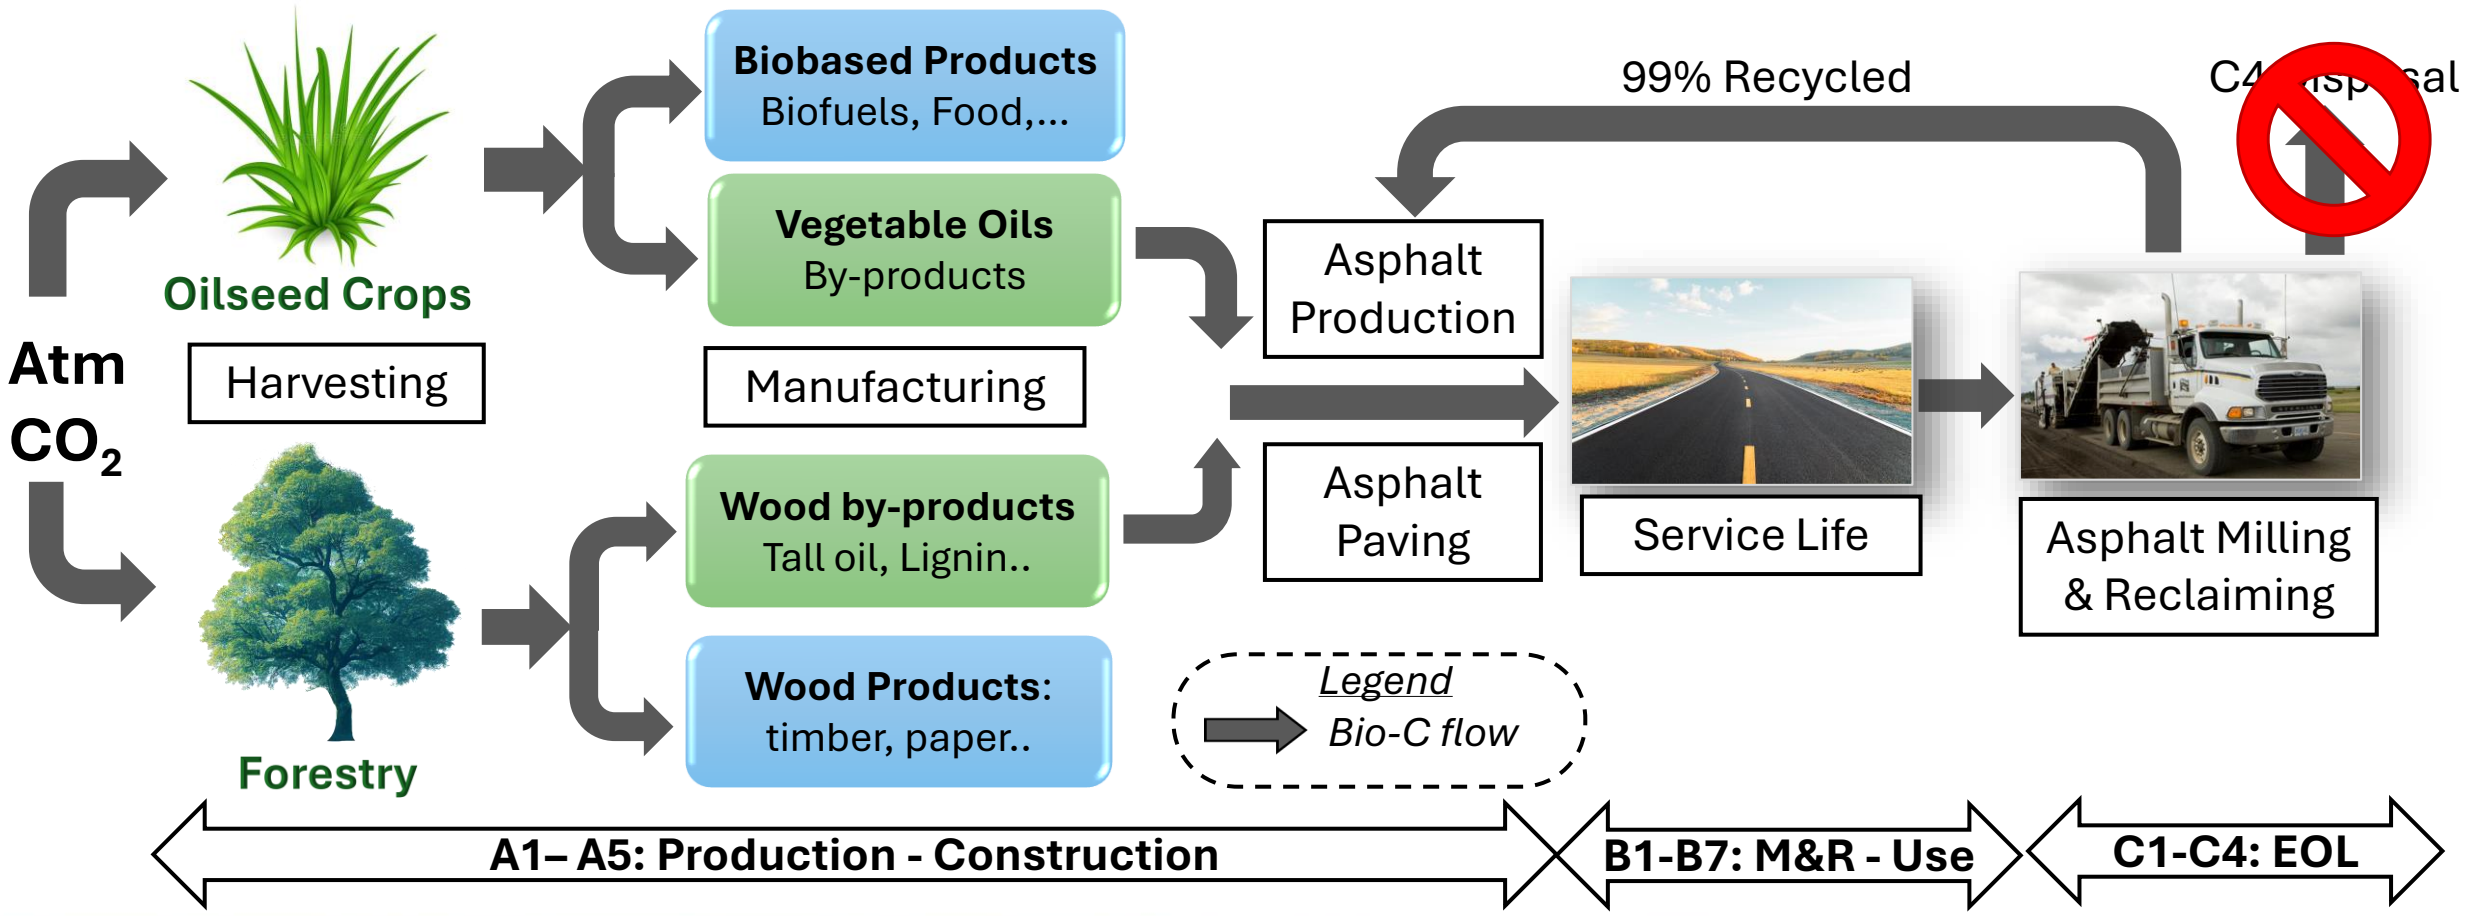 Atm
CO₂
Oilseed Crops
Harvesting
Forestry
Biobased Products
Biofuels, Food,...
Vegetable Oils
By-products
Manufacturing
Wood by-products
Tall oil, Lignin..
Wood Products:
timber, paper..
99% Recycled
C4 Disposal
Asphalt
Production
Asphalt
Paving
Service Life
Asphalt Milling
& Reclaiming
Legend
Bio-C flow
A1– A5: Production - Construction
B1-B7: M&R - Use
C1-C4: EOL